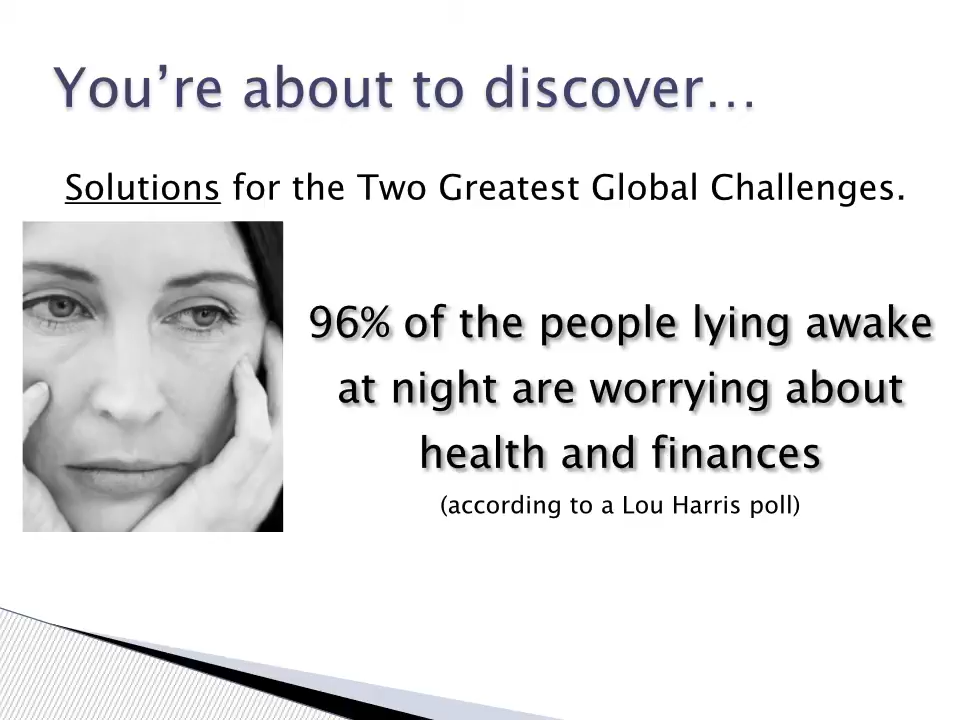 You’re about to discover…
Solutions for the Two Greatest Global Challenges.
96% of the people lying awake
at night are worrying about
health and finances
(according to a Lou Harris poll)